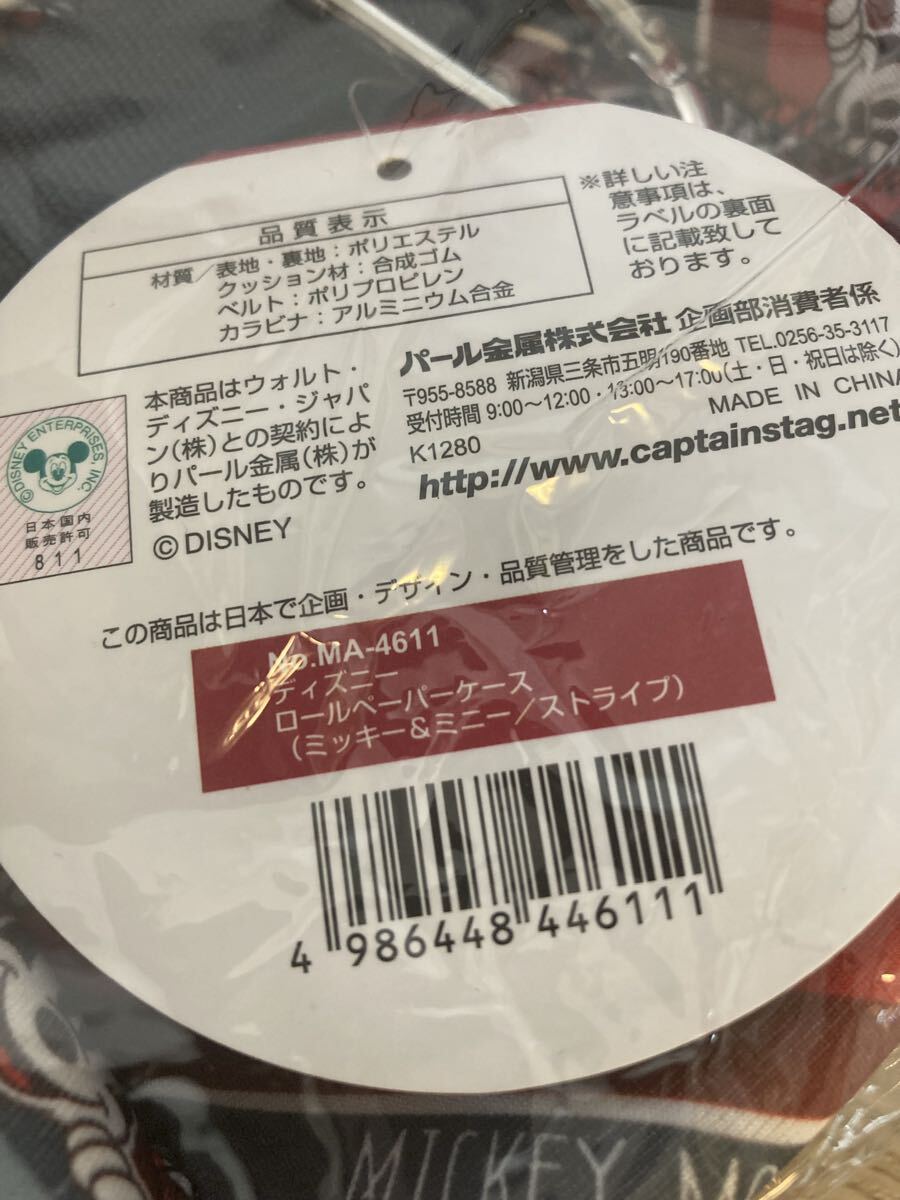 品質表示
材質／表地・裏地：ポリエステル
クッション材：合成ゴム
ベルト：ポリプロピレン
カラビナ：アルミニウム合金
※詳しい注
意事項は、
ラベルの裏面
に記載致して
おります。
パール金属株式会社 企画部消費者係
〒955-8588 新潟県三条市五明190番地 TEL.0256-35-3117
受付時間 9:00〜12:00・13:00〜17:00(土・日・祝日は除く)
K1280
MADE IN CHINA
http://www.captainstag.net
本商品はウォルト・
ディズニー・ジャパ
ン(株)との契約によ
りパール金属(株)が
製造したものです。
© DISNEY
©DISNEY ENTERPRISES, INC.
日本国内
販売許可
811
この商品は日本で企画・デザイン・品質管理をした商品です。
No.MA-4611
ディズニー
ロールペーパーケース
(ミッキー＆ミニー／ストライプ)
4 986448 446111
MICKEY